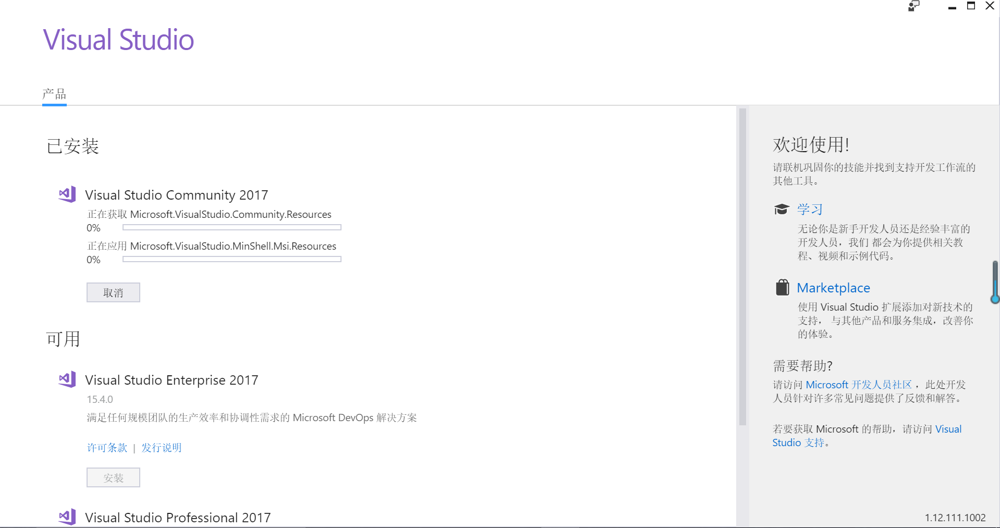 Visual Studio
产品
已安装
Visual Studio Community 2017
正在获取 Microsoft.VisualStudio.Community.Resources
0%
正在应用 Microsoft.VisualStudio.MinShell.Msi.Resources
0%
取消
可用
Visual Studio Enterprise 2017
15.4.0
满足任何规模团队的生产效率和协调性需求的 Microsoft DevOps 解决方案
许可条款 | 发行说明
安装
Visual Studio Professional 2017
欢迎使用!
请联机巩固你的技能并找到支持开发工作流的
其他工具。
学习
无论你是新手开发人员还是经验丰富的
开发人员，我们 都会为你提供相关教
程、视频和示例代码。
Marketplace
使用 Visual Studio 扩展添加对新技术的
支持， 与其他产品和服务集成，改善你
的体验。
需要帮助?
请访问 Microsoft 开发人员社区 ，此处开发
人员针对许多常见问题提供了反馈和解答。
若要获取 Microsoft 的帮助，请访问 Visual
Studio 支持。
1.12.111.1002